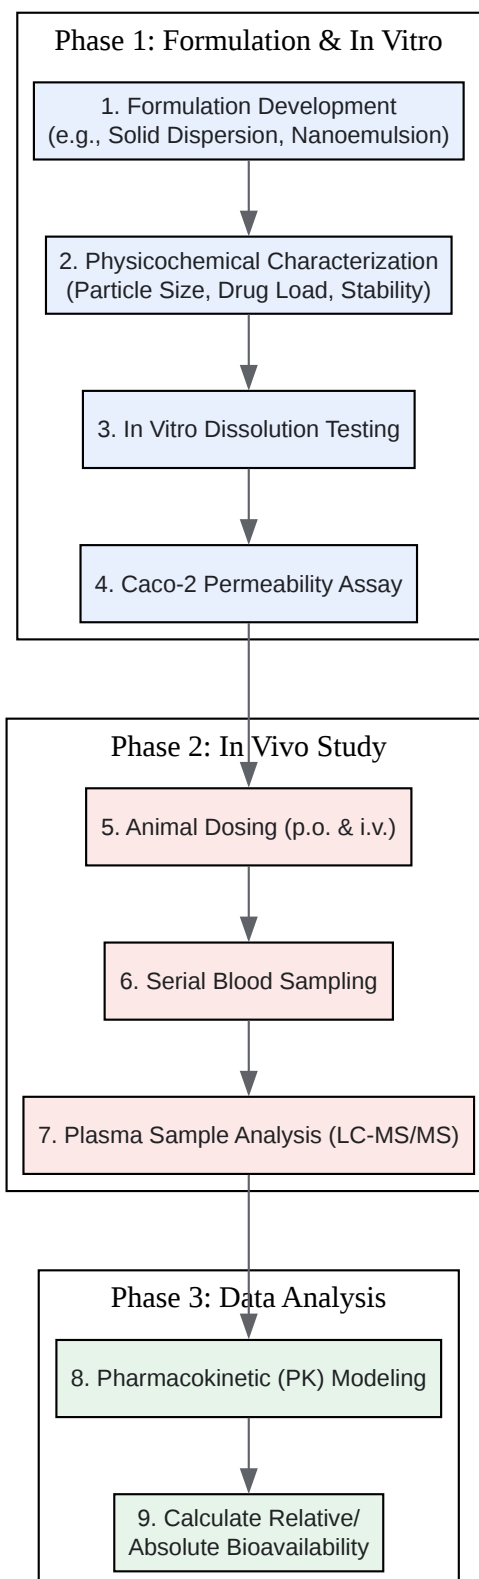 Phase 1: Formulation & In Vitro
1. Formulation Development
(e.g., Solid Dispersion, Nanoemulsion)
2. Physicochemical Characterization
(Particle Size, Drug Load, Stability)
3. In Vitro Dissolution Testing
4. Caco-2 Permeability Assay
Phase 2: In Vivo Study
5. Animal Dosing (p.o. & i.v.)
6. Serial Blood Sampling
7. Plasma Sample Analysis (LC-MS/MS)
Phase 3: Data Analysis
8. Pharmacokinetic (PK) Modeling
9. Calculate Relative/
Absolute Bioavailability